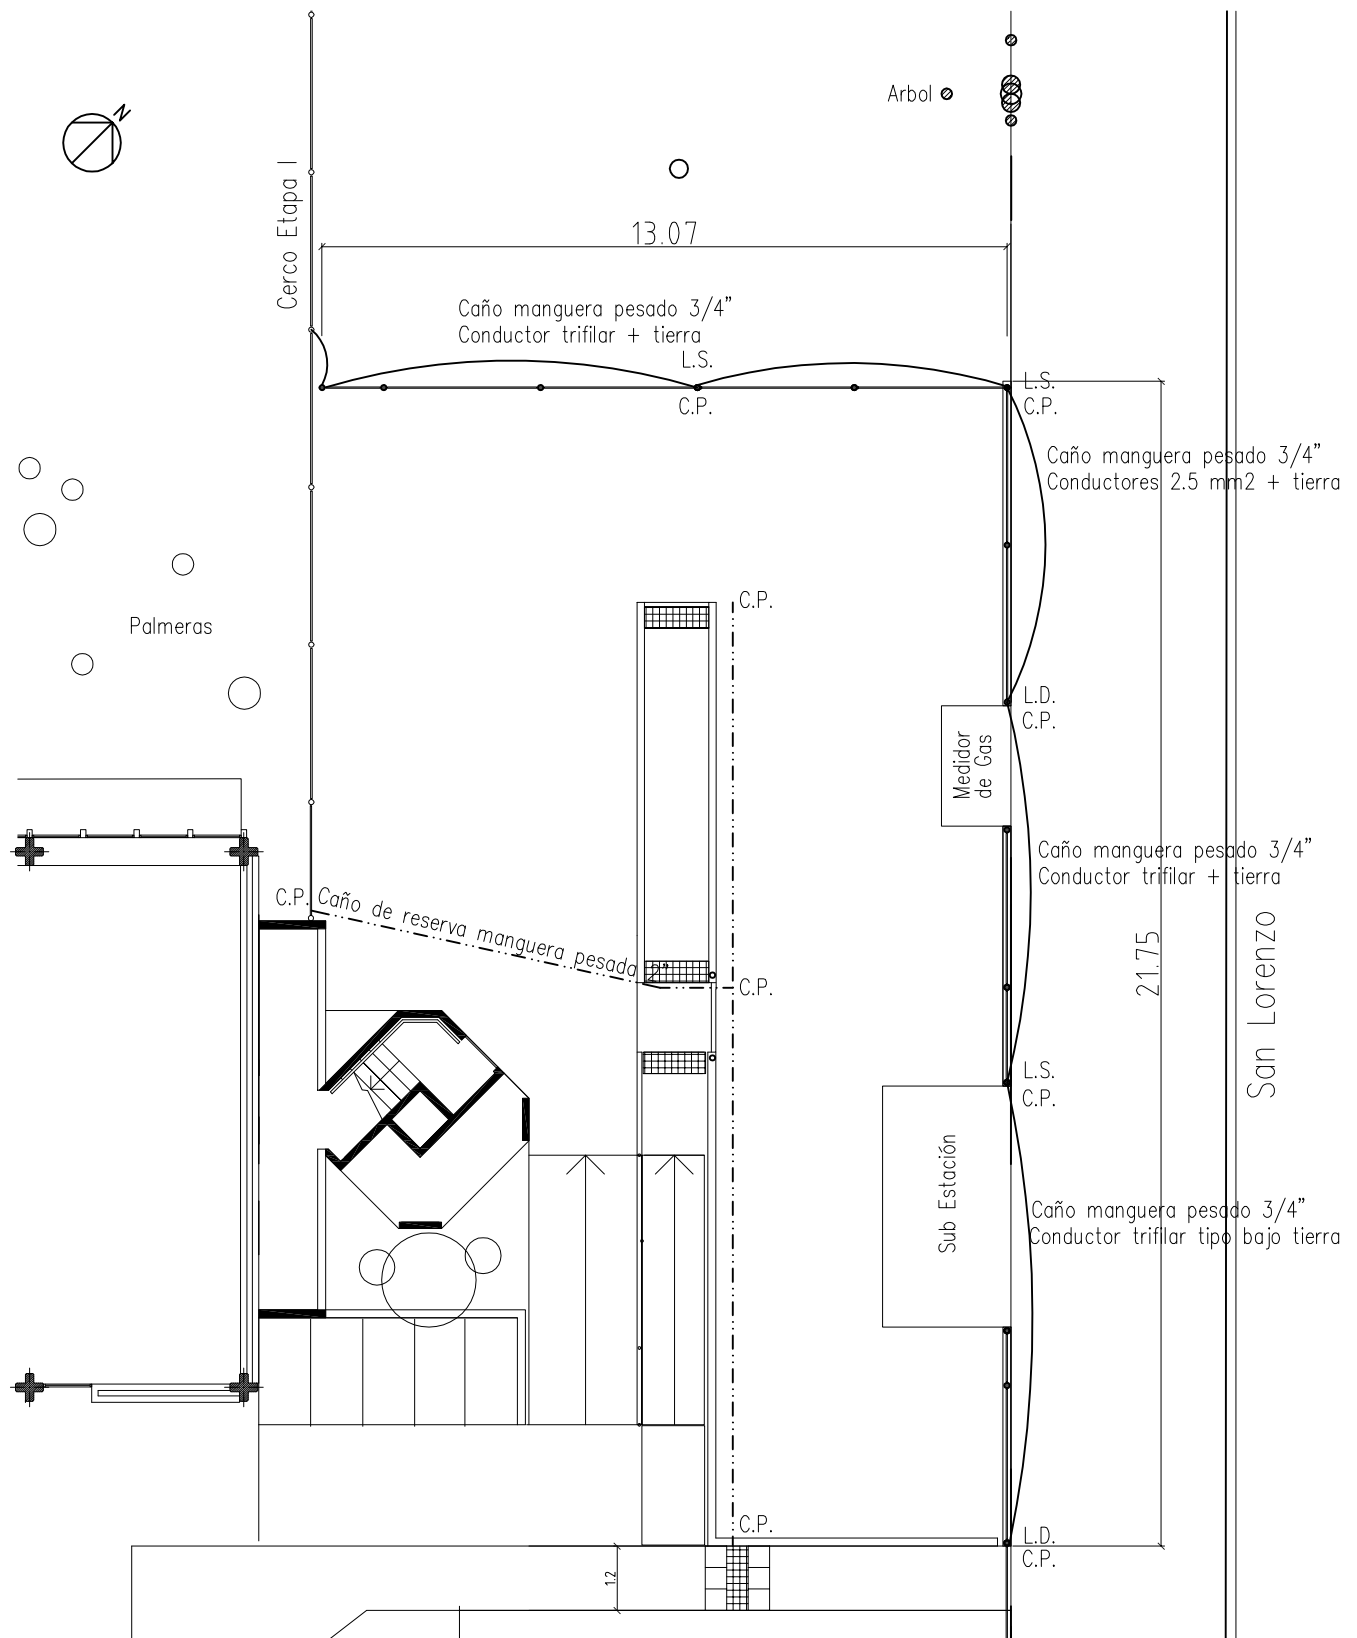 Arbol
N
Cerco Etapa I
13.07
Caño manguera pesado 3/4"
Conductor trifilar + tierra
L.S.
C.P.
L.S.
C.P.
Caño manguera pesado 3/4"
Conductores 2.5 mm2 + tierra
C.P.
Palmeras
L.D.
C.P.
Medidor
de Gas
Caño manguera pesado 3/4"
Conductor trifilar + tierra
C.P.
Caño de reserva manguera pesada 2"
C.P.
21.75
San Lorenzo
L.S.
C.P.
Sub Estación
Caño manguera pesado 3/4"
Conductor trifilar tipo bajo tierra
C.P.
L.D.
C.P.
1.2